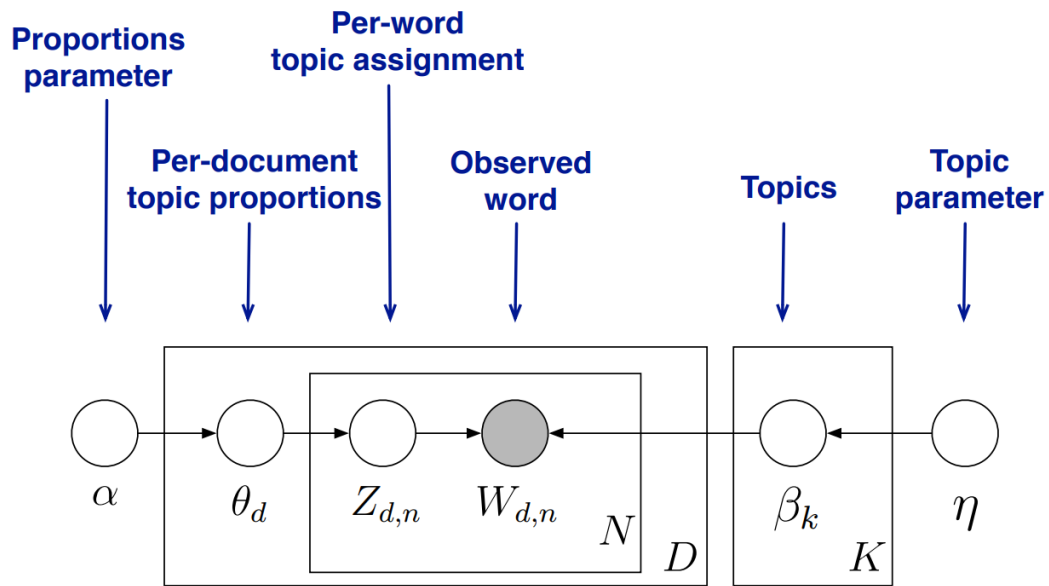 Proportions
parameter
Per-word
topic assignment
Per-document
topic proportions
Observed
word
Topics
Topic
parameter
α
θ_d
Z_{d,n}
W_{d,n}
N
D
β_k
K
η